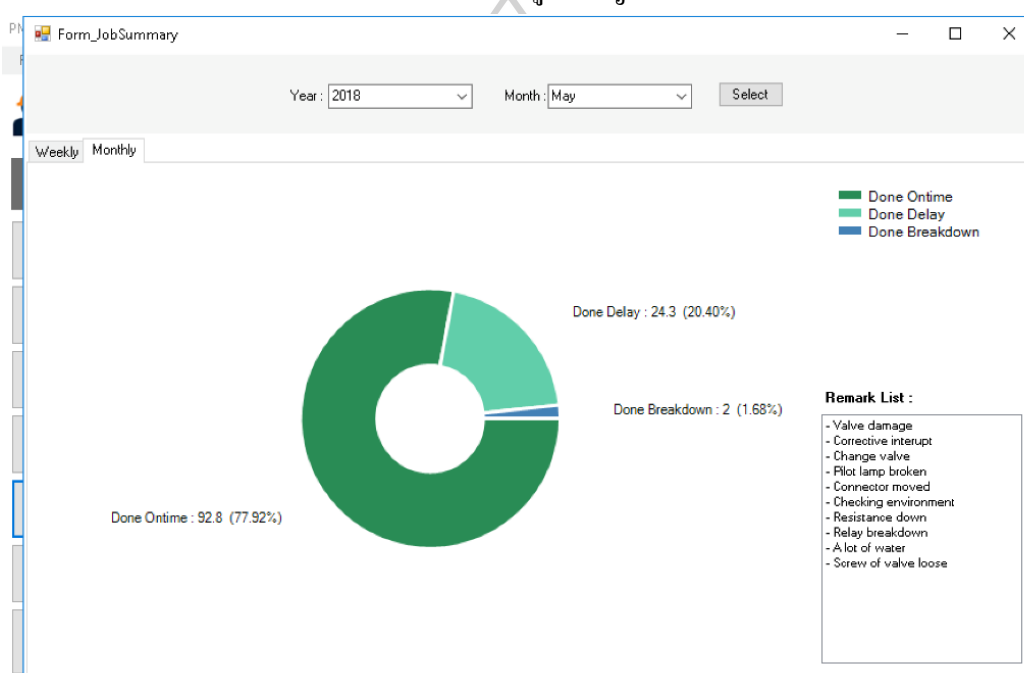 Form_JobSummary
Year : 2018 Month : May Select
Weekly Monthly
Done Ontime
Done Delay
Done Breakdown
Done Delay : 24.3 (20.40%)
Done Breakdown : 2 (1.68%)
Done Ontime : 92.8 (77.92%)
Remark List :
- Valve damage
- Corrective interupt
- Change valve
- Pilot lamp broken
- Connector moved
- Checking environment
- Resistance down
- Relay breakdown
- A lot of water
- Screw of valve loose